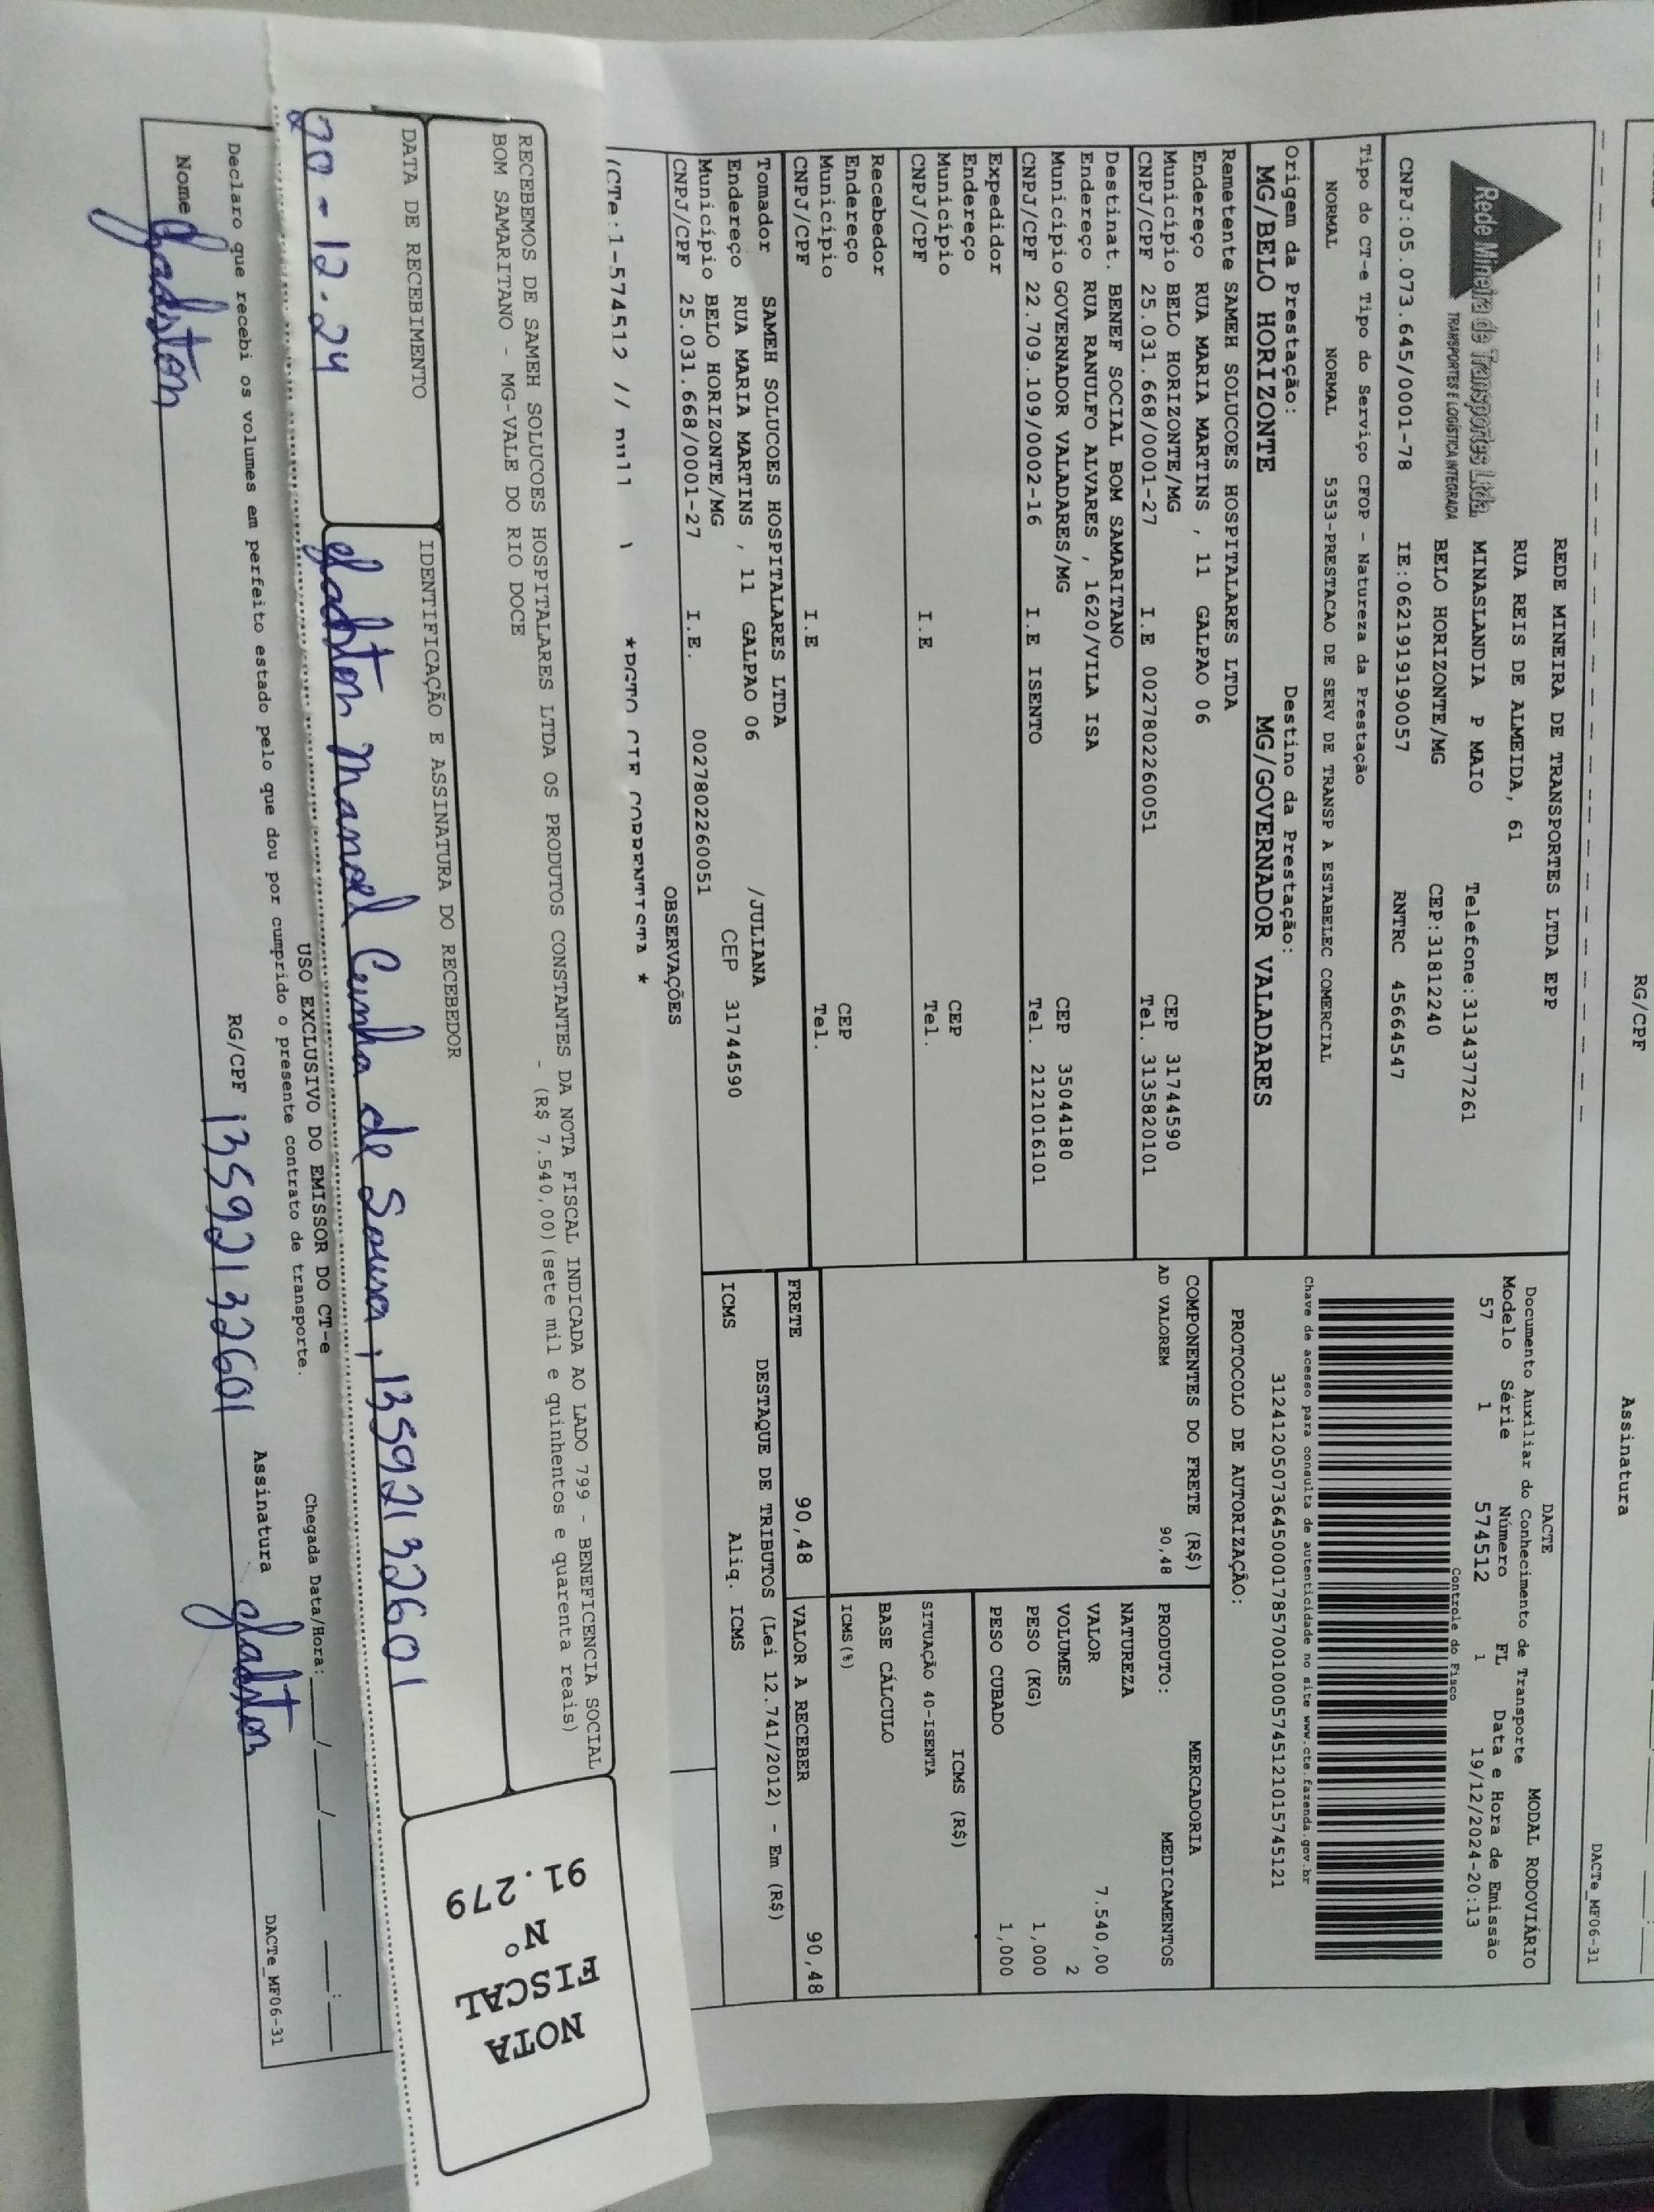 RG/CPF
Assinatura
DACTe_MF06-31
Rede Mineira de Transportes Ltda.
TRANSPORTES E LOGÍSTICA INTEGRADA
REDE MINEIRA DE TRANSPORTES LTDA EPP
RUA REIS DE ALMEIDA, 61
MINASLANDIA P MAIO Telefone:3134377261
BELO HORIZONTE/MG CEP:31812240
CNPJ:05.073.645/0001-78 IE:0621919190057 RNTRC 45664547
Tipo do CT-e Tipo do Serviço CFOP - Natureza da Prestação
NORMAL NORMAL 5353-PRESTACAO DE SERV DE TRANSP A ESTABELEC COMERCIAL
Origem da Prestação: Destino da Prestação:
MG/BELO HORIZONTE MG/GOVERNADOR VALADARES
Remetente SAMEH SOLUCOES HOSPITALARES LTDA
Endereço RUA MARIA MARTINS , 11 GALPAO 06
Município BELO HORIZONTE/MG CEP 31744590
CNPJ/CPF 25.031.668/0001-27 I.E 0027802260051 Tel. 3135820101
Destinat. BENEF SOCIAL BOM SAMARITANO
Endereço RUA RANULFO ALVARES , 1620/VILA ISA
Município GOVERNADOR VALADARES/MG CEP 35044180
CNPJ/CPF 22.709.109/0002-16 I.E ISENTO Tel. 2121016101
Expedidor
Endereço
Município CEP
CNPJ/CPF I.E Tel.
Recebedor
Endereço
Município CEP
CNPJ/CPF I.E Tel.
Tomador SAMEH SOLUCOES HOSPITALARES LTDA
Endereço RUA MARIA MARTINS , 11 GALPAO 06 /JULIANA
Município BELO HORIZONTE/MG CEP 31744590
CNPJ/CPF 25.031.668/0001-27 I.E. 0027802260051
OBSERVAÇÕES
(CTe:1-574512 // null ) *PGTO CIF CORRENTISTA *
DACTE MODAL RODOVIÁRIO
Documento Auxiliar do Conhecimento de Transporte
Modelo Série Número FL Data e Hora de Emissão
57 1 574512 1 19/12/2024-20:13
Controle do Fisco
Chave de acesso para consulta de autenticidade no site www.cte.fazenda.gov.br
31241205073645000178570010005745121015745121
PROTOCOLO DE AUTORIZAÇÃO:
COMPONENTES DO FRETE (R$)
AD VALOREM 90,48
MERCADORIA
PRODUTO: MEDICAMENTOS
NATUREZA
VALOR 7.540,00
VOLUMES 2
PESO (KG) 1,000
PESO CUBADO 1,000
ICMS (R$)
SITUAÇÃO 40-ISENTA
BASE CÁLCULO
ICMS(%)
FRETE 90,48 VALOR A RECEBER 90,48
DESTAQUE DE TRIBUTOS (Lei 12.741/2012) - Em (R$)
ICMS Aliq. ICMS
RECEBEMOS DE SAMEH SOLUCOES HOSPITALARES LTDA OS PRODUTOS CONSTANTES DA NOTA FISCAL INDICADA AO LADO 799 - BENEFICENCIA SOCIAL
BOM SAMARITANO - MG-VALE DO RIO DOCE - (R$ 7.540,00)(sete mil e quinhentos e quarenta reais)
DATA DE RECEBIMENTO IDENTIFICAÇÃO E ASSINATURA DO RECEBEDOR
20-12.24 Gladston Manoel Cunha de Sousa, 13592132601
NOTA
FISCAL
Nº
91.279
USO EXCLUSIVO DO EMISSOR DO CT-e Chegada Data/Hora: ___/___/____ __:__
Declaro que recebi os volumes em perfeito estado pelo que dou por cumprido o presente contrato de transporte.
Nome Gladston RG/CPF 13592132601 Assinatura Gladston
DACTe_MF06-31